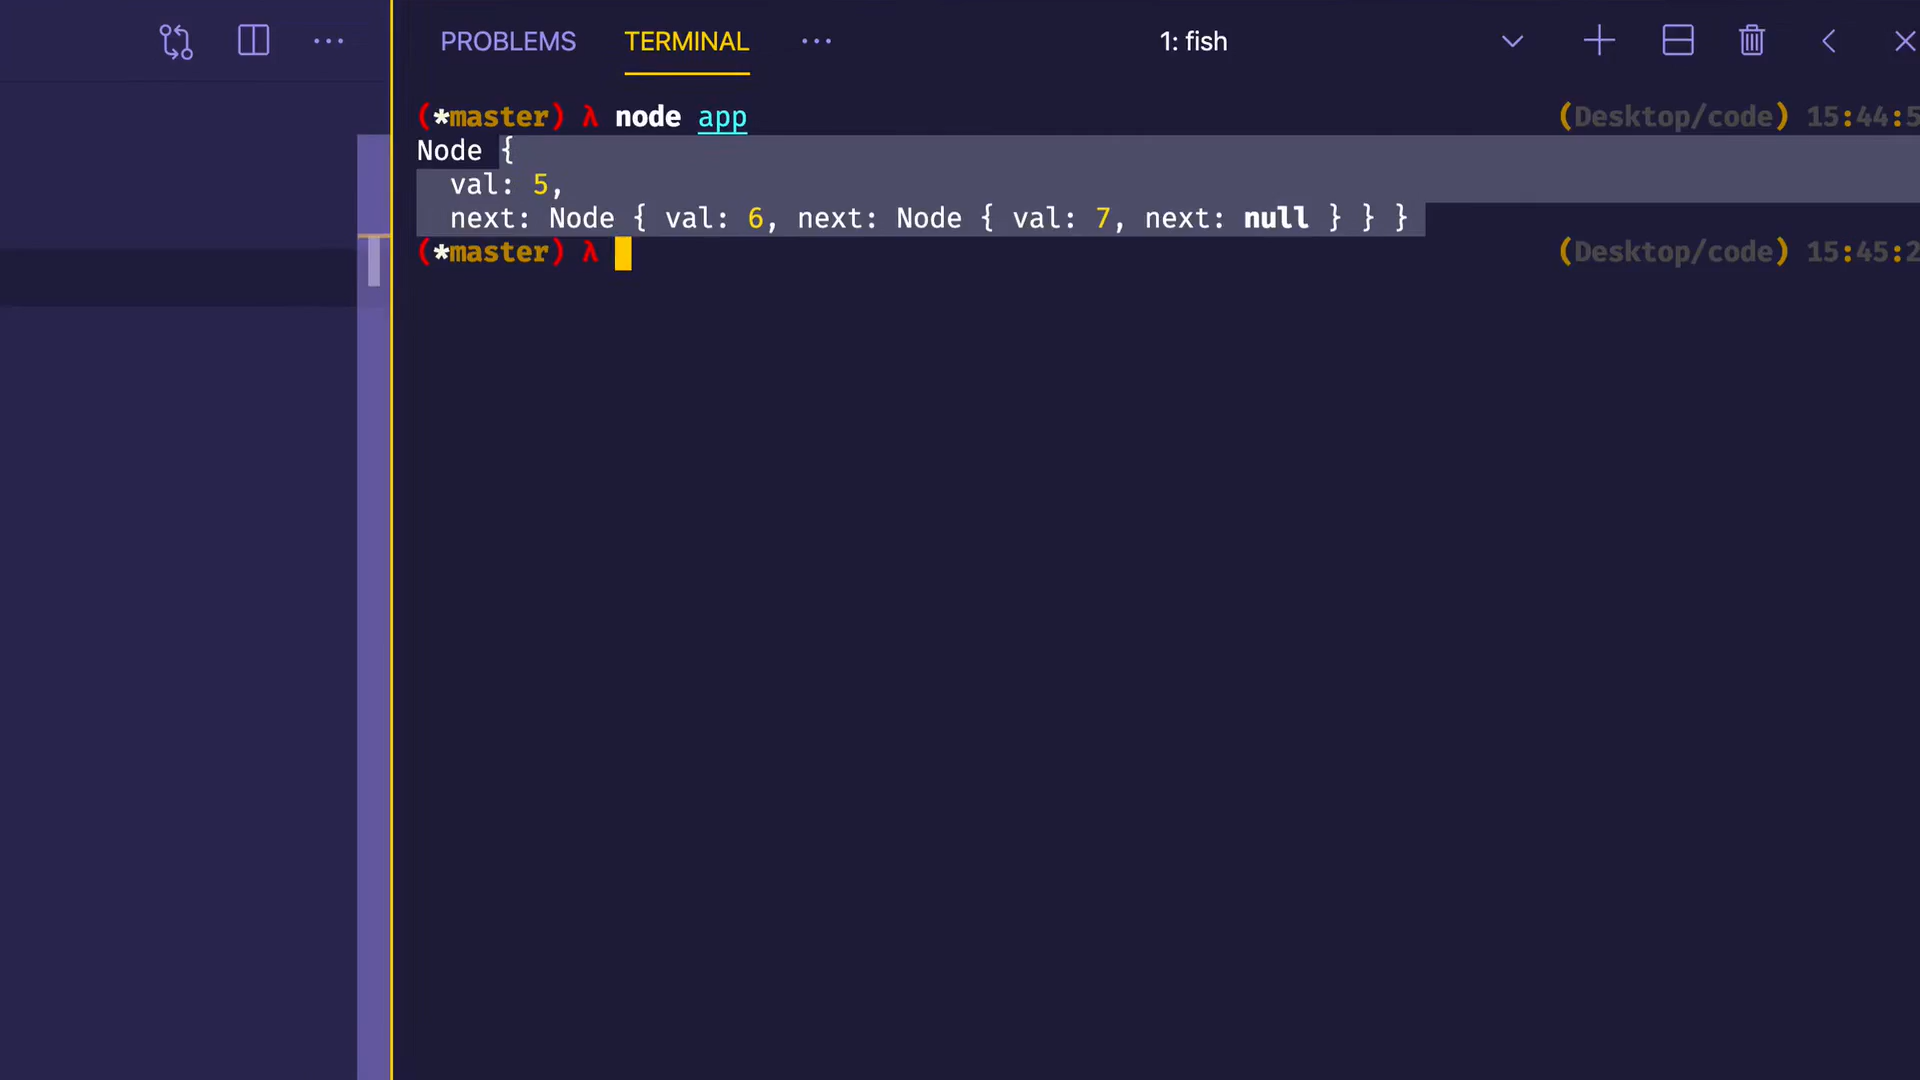 PROBLEMS TERMINAL ··· 1: fish
(*master) λ node app (Desktop/code) 15:44:5
Node {
  val: 5,
  next: Node { val: 6, next: Node { val: 7, next: null } } }
(*master) λ (Desktop/code) 15:45:2